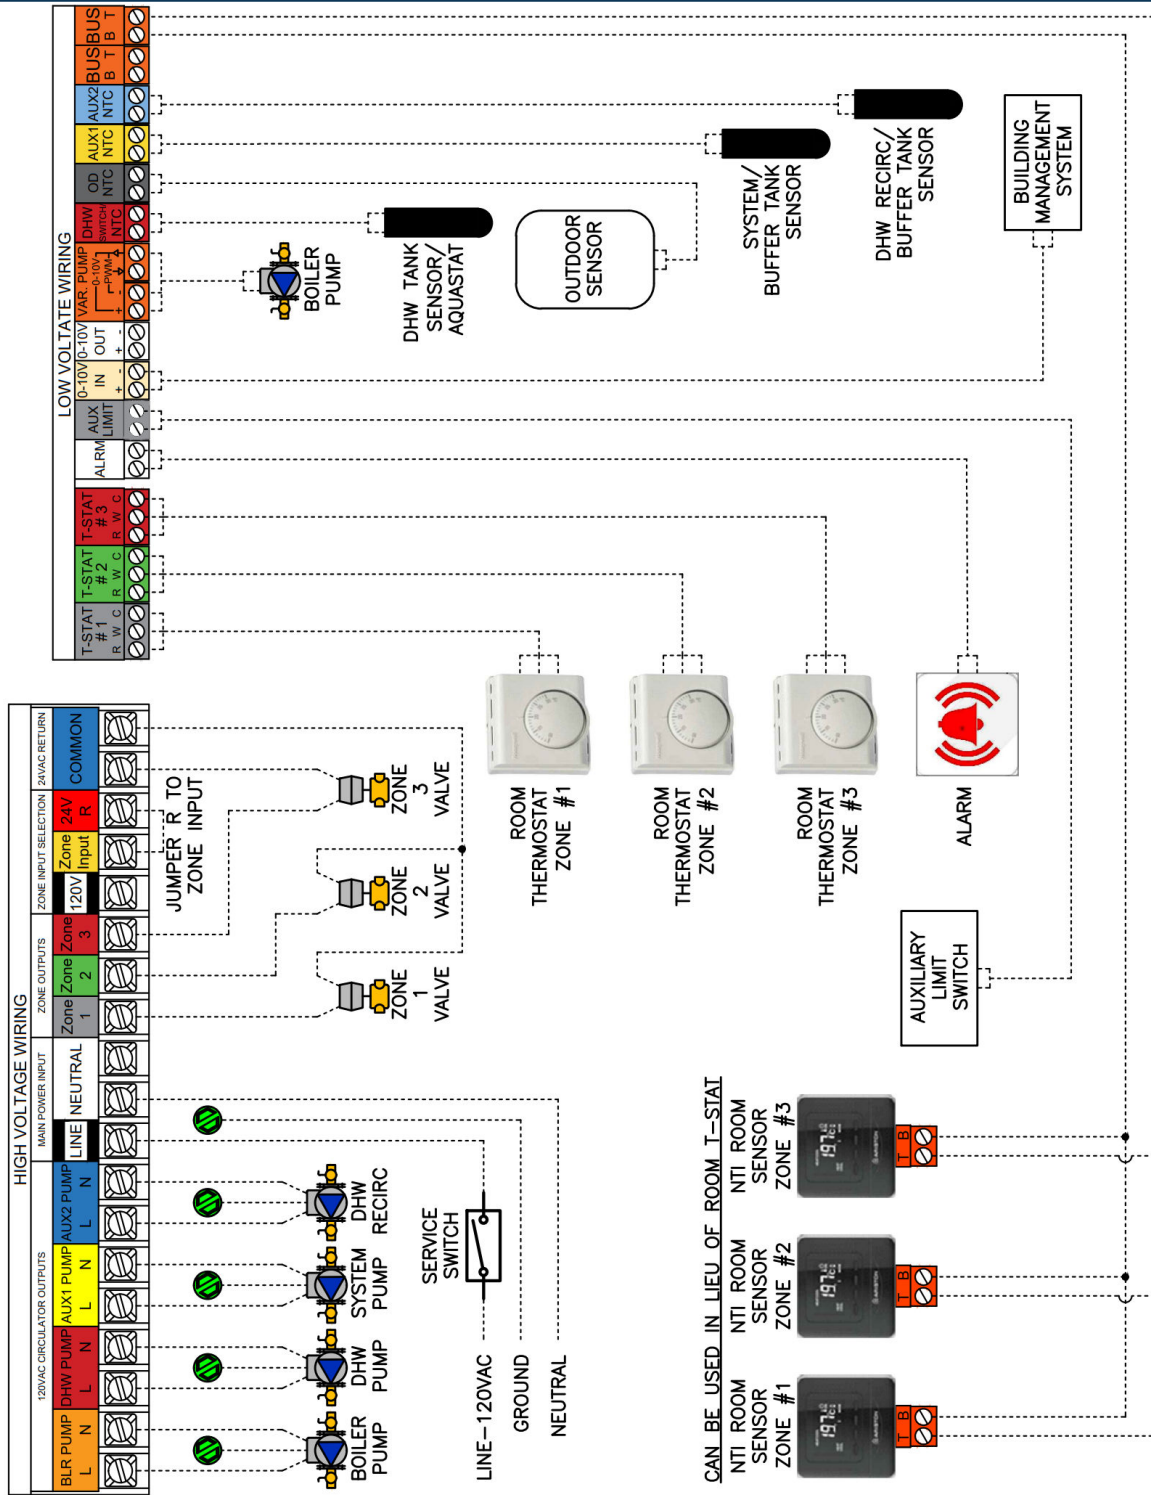 HIGH VOLTAGE WIRING
120VAC CIRCULATOR OUTPUTS
MAIN POWER INPUT
ZONE OUTPUTS
ZONE INPUT SELECTION
24VAC RETURN
BLR PUMP
L N
DHW PUMP
L N
AUX1 PUMP
L N
AUX2 PUMP
L N
LINE
NEUTRAL
Zone
1
Zone
2
Zone
3
120V
Zone
Input
24V
R
COMMON
JUMPER R TO
ZONE INPUT
BOILER
PUMP
DHW
PUMP
SYSTEM
PUMP
DHW
RECIRC
ZONE
1
VALVE
ZONE
2
VALVE
ZONE
3
VALVE
SERVICE
SWITCH
LINE-120VAC
GROUND
NEUTRAL
LOW VOLTATE WIRING
T-STAT
#1
R W C
T-STAT
#2
R W C
T-STAT
#3
R W C
ALRM
AUX
LIMIT
0-10V
IN
+ -
0-10V
OUT
+ -
VAR. PUMP
0-10V
PWM
+ -
DHW
SWITCH/
NTC
OD
NTC
AUX1
NTC
AUX2
NTC
BUS
B T
BUS
B T
BOILER
PUMP
DHW TANK
SENSOR/
AQUASTAT
OUTDOOR
SENSOR
SYSTEM/
BUFFER TANK
SENSOR
DHW RECIRC/
BUFFER TANK
SENSOR
BUILDING
MANAGEMENT
SYSTEM
ROOM
THERMOSTAT
ZONE #1
ROOM
THERMOSTAT
ZONE #2
ROOM
THERMOSTAT
ZONE #3
ALARM
AUXILIARY
LIMIT
SWITCH
CAN BE USED IN LIEU OF ROOM T-STAT
NTI ROOM
SENSOR
ZONE #1
NTI ROOM
SENSOR
ZONE #2
NTI ROOM
SENSOR
ZONE #3
ARISTON
T B
ARISTON
T B
ARISTON
T B